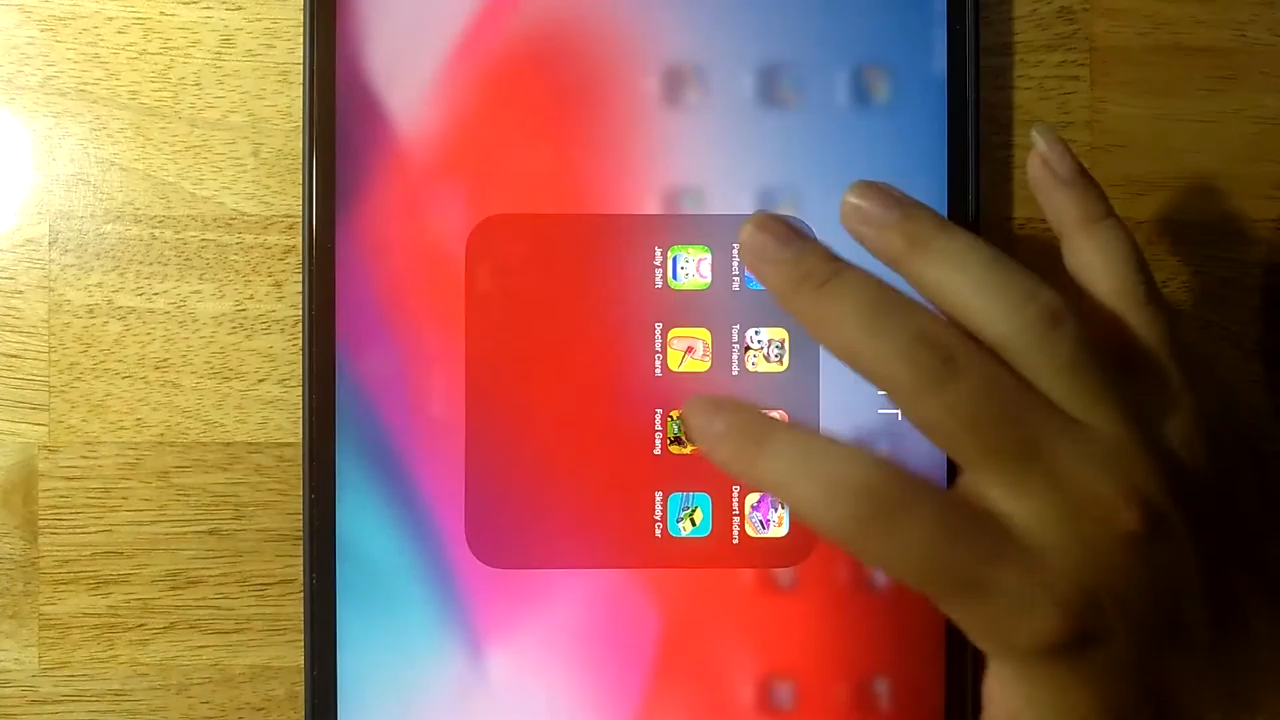 Perfect Fit!
Tom Friends
Desert Riders
Jelly Shift
Doctor Care!
Food Gang
Skiddy Car